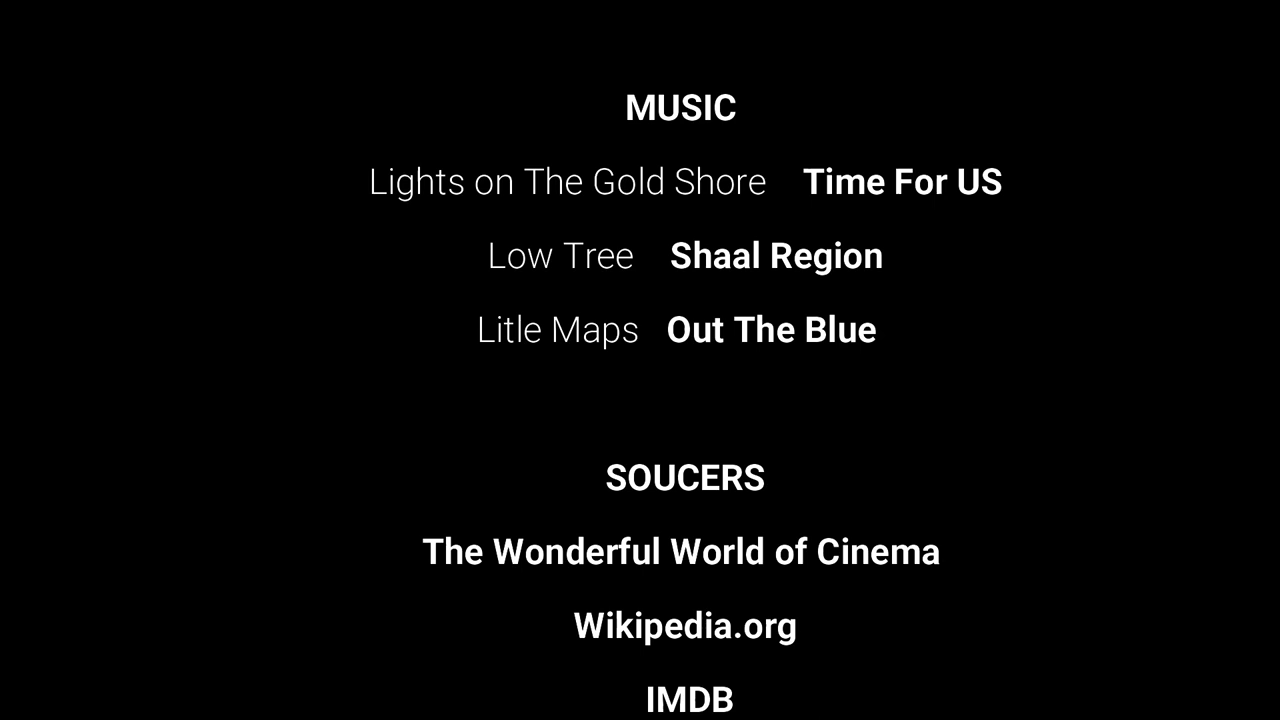 MUSIC
Lights on The Gold Shore Time For US
Low Tree Shaal Region
Litle Maps Out The Blue
SOUCERS
The Wonderful World of Cinema
Wikipedia.org
IMDB